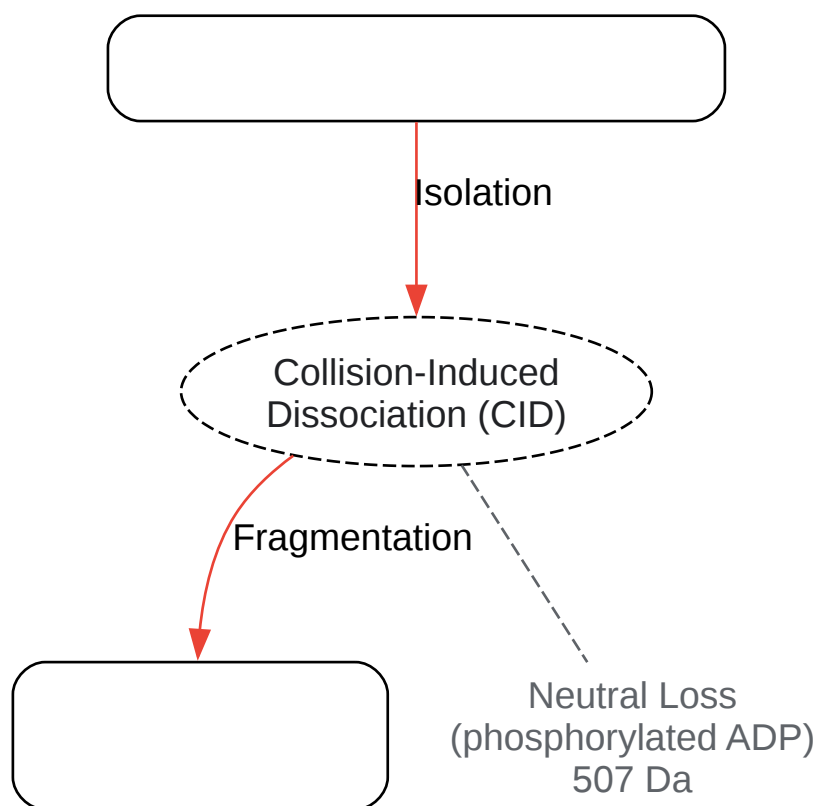 Isolation
Collision-Induced
Dissociation (CID)
Fragmentation
Neutral Loss
(phosphorylated ADP)
507 Da